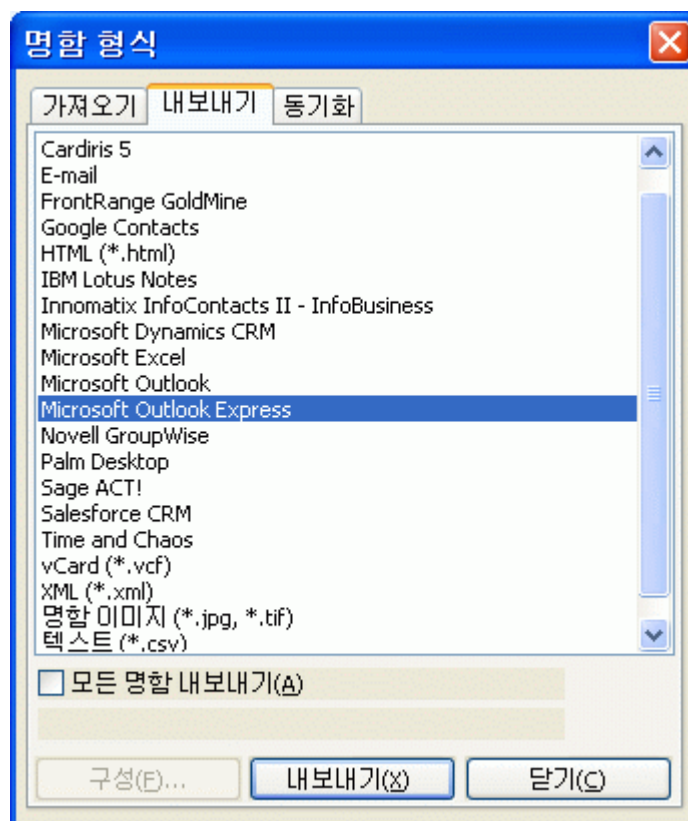 명함 형식
가져오기 내보내기 동기화
Cardiris 5
E-mail
FrontRange GoldMine
Google Contacts
HTML (*.html)
IBM Lotus Notes
Innomatix InfoContacts II - InfoBusiness
Microsoft Dynamics CRM
Microsoft Excel
Microsoft Outlook
Microsoft Outlook Express
Novell GroupWise
Palm Desktop
Sage ACT!
Salesforce CRM
Time and Chaos
vCard (*.vcf)
XML (*.xml)
명함 이미지 (*.jpg, *.tif)
텍스트 (*.csv)
모든 명함 내보내기(A)
구성(F)... 내보내기(X) 닫기(C)